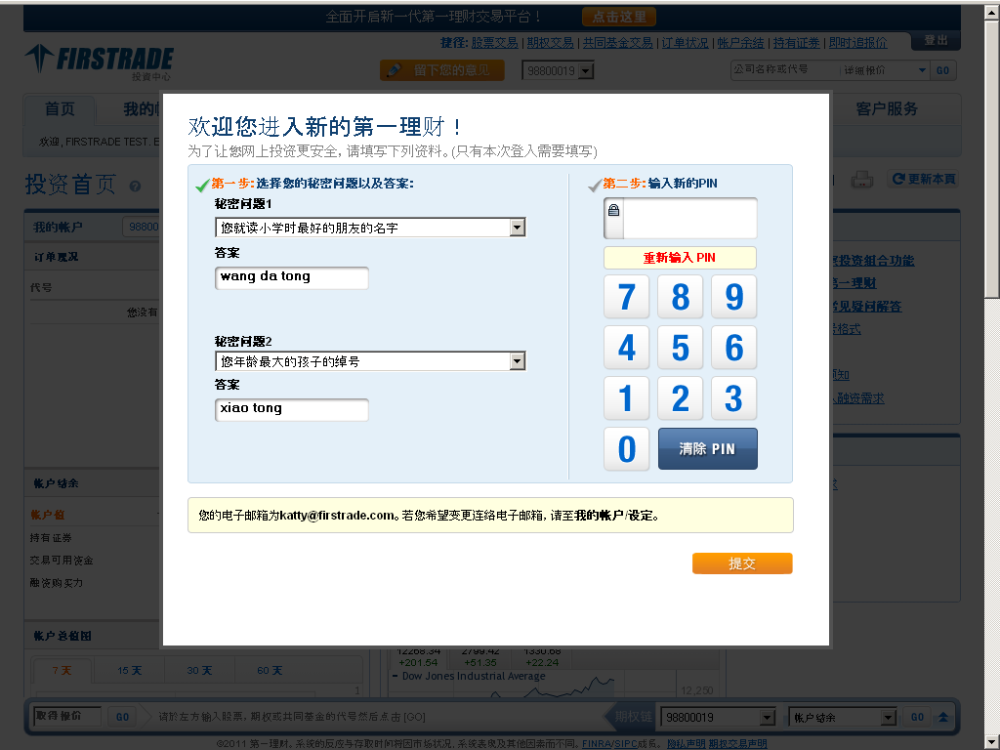 全面开启新一代第一理财交易平台！ 点击这里
FIRSTRADE
投资中心
捷径: 股票交易 | 期权交易 | 共同基金交易 | 订单状况 | 帐户余结 | 持有证券 | 即时追报价
登出
留下您的意见
98800019
公司名称或代号 详细报价 GO
首页
我的帐
客户服务
欢迎, FIRSTRADE TEST. E
投资首页
更新本頁
我的帐户 98800
订单现况
代号
您没有
欢迎您进入新的第一理财！
为了让您网上投资更安全, 请填写下列资料。(只有本次登入需要填写)
第一步: 选择您的秘密问题以及答案:
秘密问题1
您就读小学时最好的朋友的名字
答案
wang da tong
秘密问题2
您年龄最大的孩子的绰号
答案
xiao tong
第二步: 输入新的PIN
重新输入 PIN
7 8 9
4 5 6
1 2 3
0 清除 PIN
您的电子邮箱为katty@firstrade.com。若您希望变更连络电子邮箱, 请至我的帐户/设定。
提交
投资组合功能
第一理财
常见疑问解答
格式
须知
融资需求
帐户结余
帐户值
持有证券
交易可用资金
融资购买力
帐户总值图
7 天 15 天 30 天 60 天
12268.34 2799.42 1330.68
+201.54 +51.35 +22.24
Dow Jones Industrial Average
12,250
取得报价 GO 请於左方输入股票, 期权或共同基金的代号然后点击 [GO]
期权链 98800019 帐户结余 GO
©2011 第一理财. 系统的反应与存取时间将因市场状况, 系统表现及其他因素而不同。 FINRA/SIPC成员。 隐私声明 期权交易声明